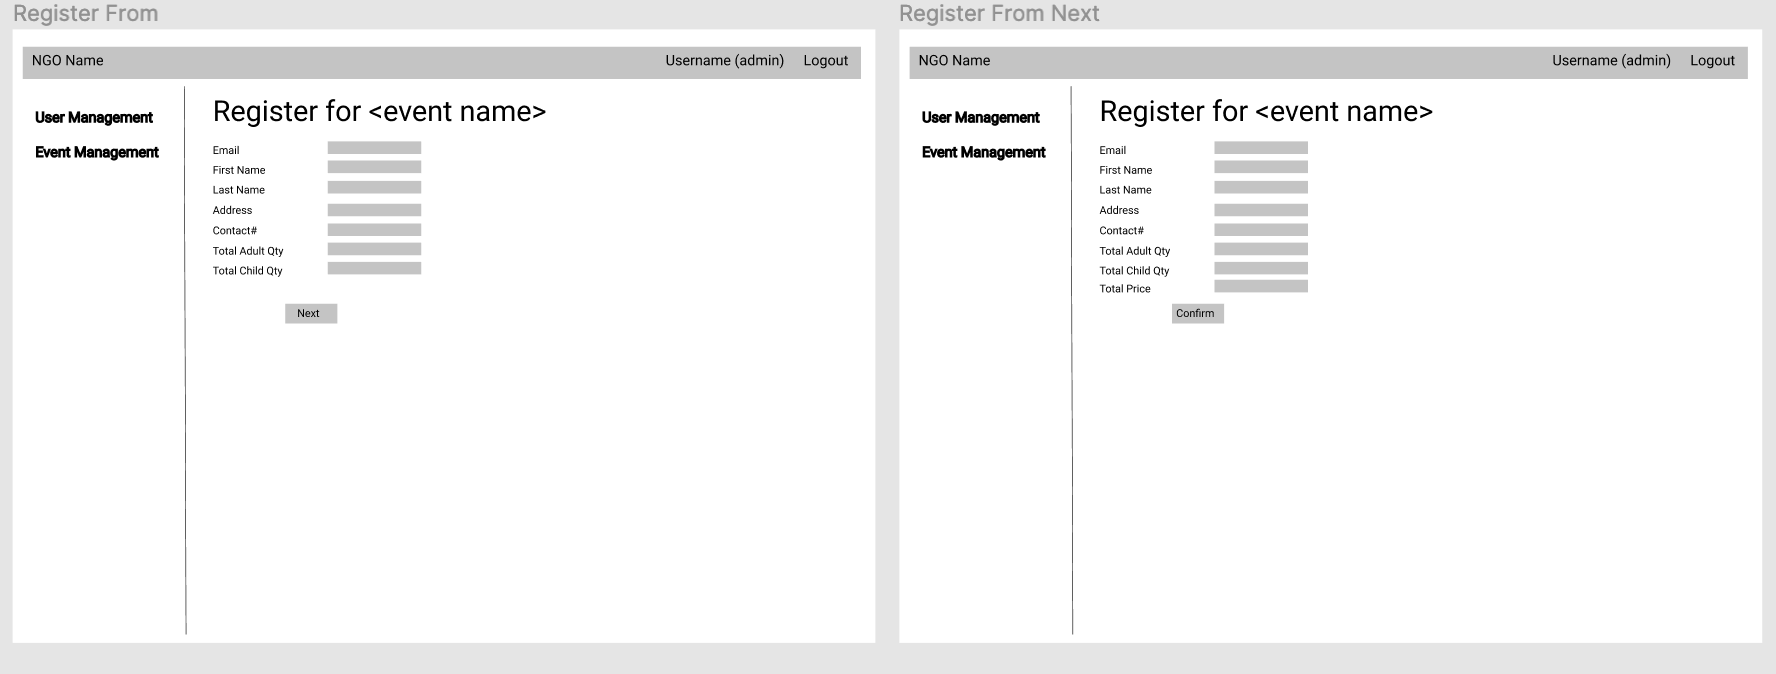 Register From
NGO Name
Username (admin)
Logout
User Management
Event Management
Register for <event name>
Email
First Name
Last Name
Address
Contact#
Total Adult Qty
Total Child Qty
Next
Register From Next
NGO Name
Username (admin)
Logout
User Management
Event Management
Register for <event name>
Email
First Name
Last Name
Address
Contact#
Total Adult Qty
Total Child Qty
Total Price
Confirm